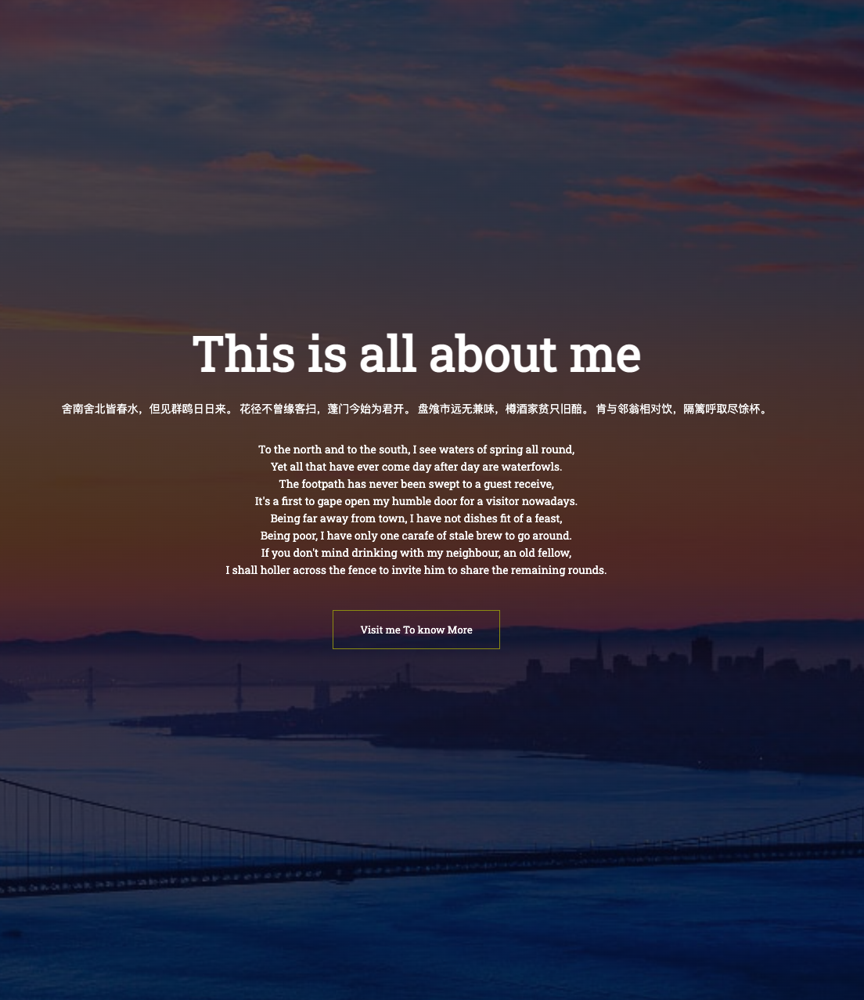 This is all about me
舍南舍北皆春水，但见群鸥日日来。 花径不曾缘客扫，蓬门今始为君开。 盘飧市远无兼味，樽酒家贫只旧醅。 肯与邻翁相对饮，隔篱呼取尽馀杯。
To the north and to the south, I see waters of spring all round,
Yet all that have ever come day after day are waterfowls.
The footpath has never been swept to a guest receive,
It's a first to gape open my humble door for a visitor nowadays.
Being far away from town, I have not dishes fit of a feast,
Being poor, I have only one carafe of stale brew to go around.
If you don't mind drinking with my neighbour, an old fellow,
I shall holler across the fence to invite him to share the remaining rounds.
Visit me To know More